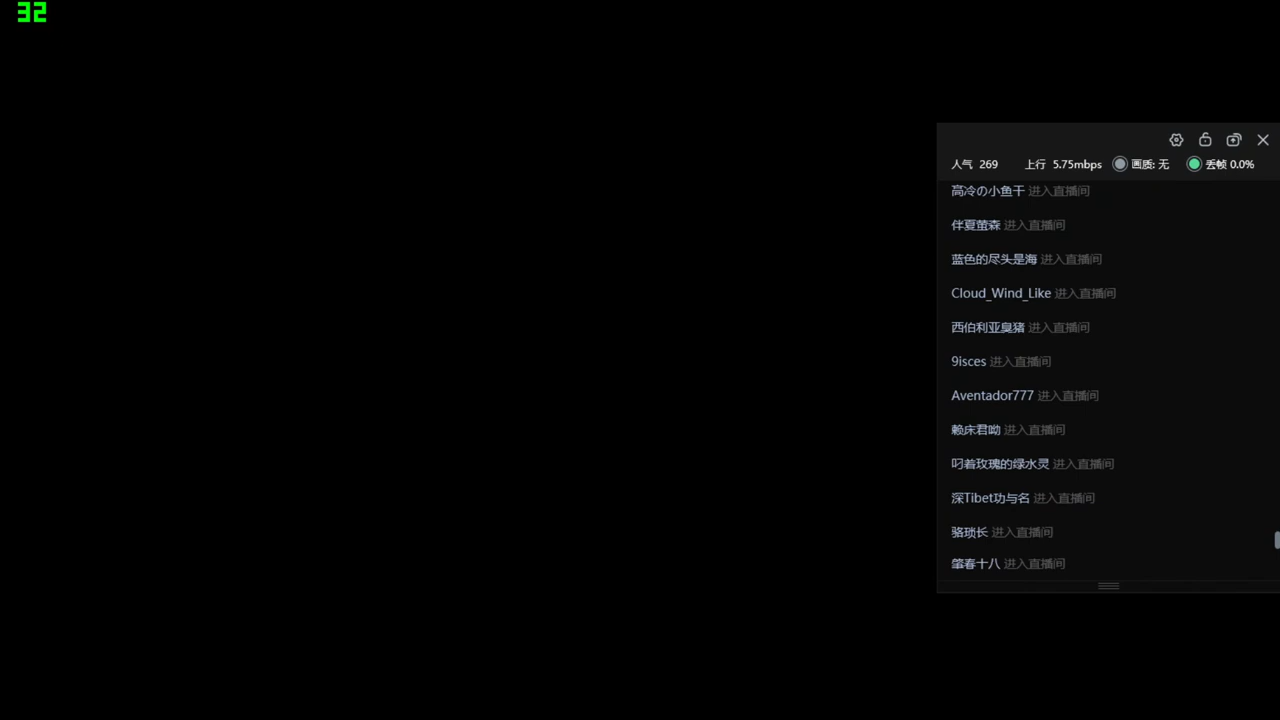 32
人气 269 上行 5.75mbps 画质: 无 丢帧 0.0%
高冷の小鱼干 进入直播间
伴夏萤森 进入直播间
蓝色的尽头是海 进入直播间
Cloud_Wind_Like 进入直播间
西伯利亚臭猪 进入直播间
9isces 进入直播间
Aventador777 进入直播间
赖床君呦 进入直播间
叼着玫瑰的绿水灵 进入直播间
深Tibet功与名 进入直播间
骆琐长 进入直播间
肇春十八 进入直播间